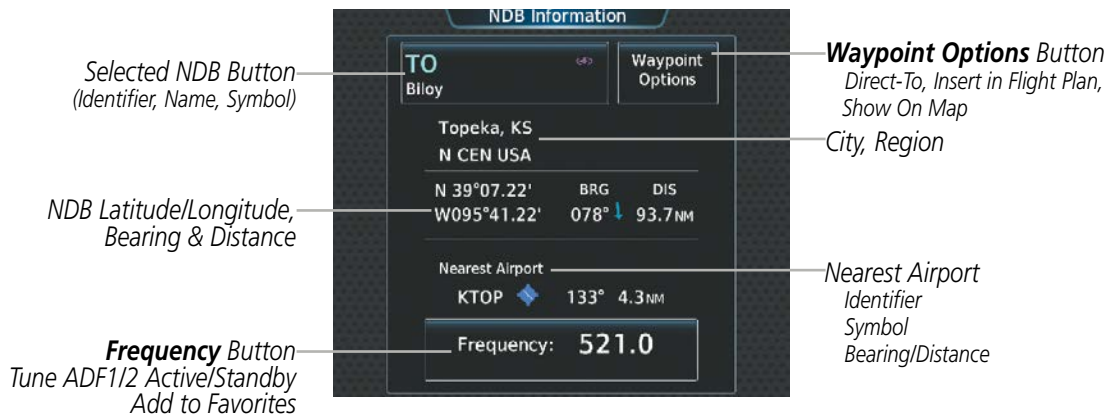 NDB Information
TO
Biloy
Waypoint
Options
Topeka, KS
N CEN USA
N 39°07.22' BRG DIS
W095°41.22' 078° 93.7NM
Nearest Airport
KTOP 133° 4.3NM
Frequency: 521.0
Selected NDB Button
(Identifier, Name, Symbol)
NDB Latitude/Longitude,
Bearing & Distance
Frequency Button
Tune ADF1/2 Active/Standby
Add to Favorites
Waypoint Options Button
Direct-To, Insert in Flight Plan,
Show On Map
City, Region
Nearest Airport
Identifier
Symbol
Bearing/Distance